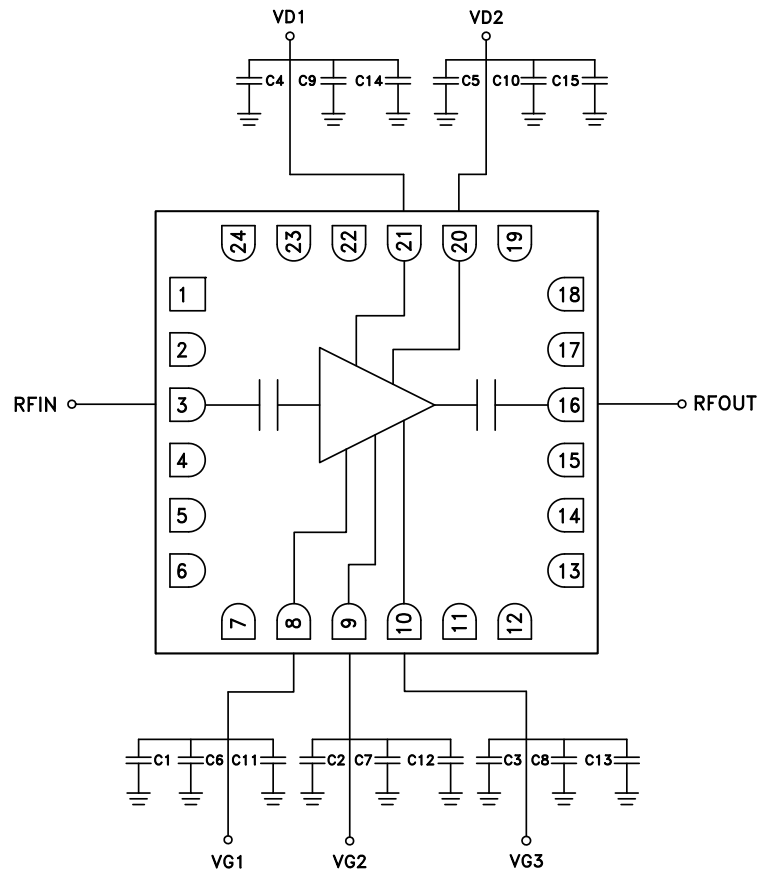 VD1 VD2
C4 C9 C14 C5 C10 C15
24 23 22 21 20 19
1 18
2 17
RFIN 3 16 RFOUT
4 15
5 14
6 13
7 8 9 10 11 12
C1 C6 C11 C2 C7 C12 C3 C8 C13
VG1 VG2 VG3